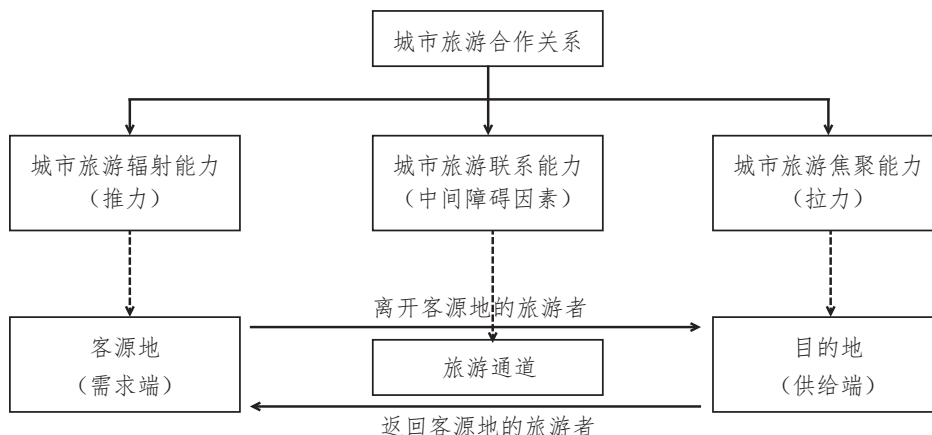 城市旅游合作关系
城市旅游辐射能力
（推力）
城市旅游联系能力
（中间障碍因素）
城市旅游焦聚能力
（拉力）
离开客源地的旅游者
客源地
（需求端）
旅游通道
目的地
（供给端）
返回客源地的旅游者